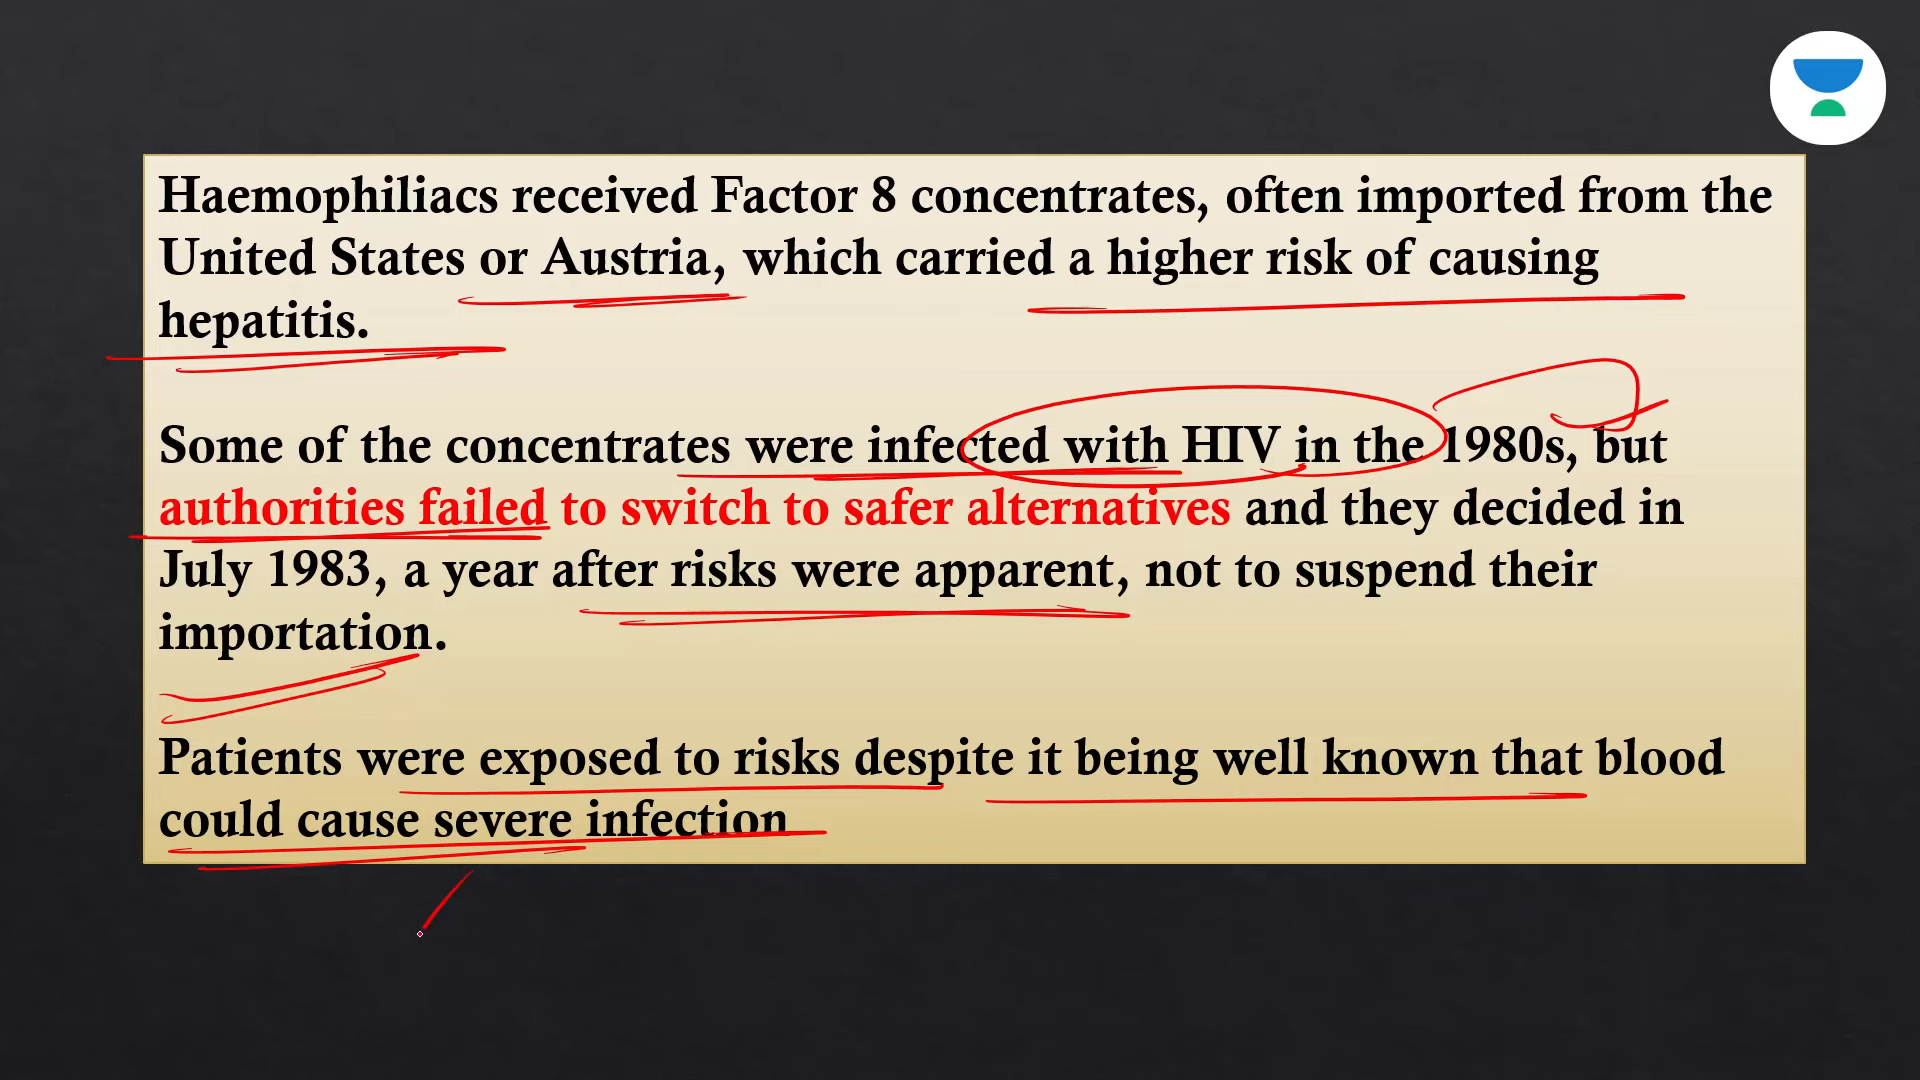 Haemophiliacs received Factor 8 concentrates, often imported from the
United States or Austria, which carried a higher risk of causing
hepatitis.
Some of the concentrates were infected with HIV in the 1980s, but
authorities failed to switch to safer alternatives and they decided in
July 1983, a year after risks were apparent, not to suspend their
importation.
Patients were exposed to risks despite it being well known that blood
could cause severe infection